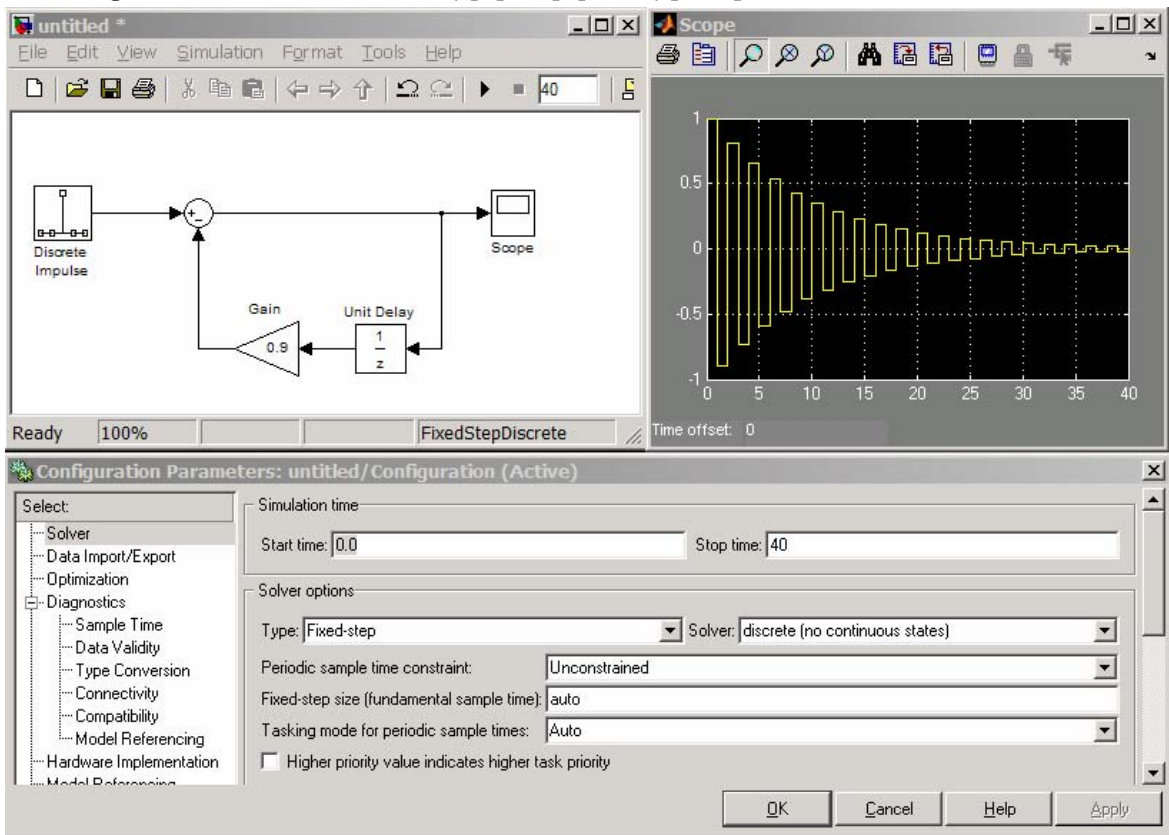 untitled *
File Edit View Simulation Format Tools Help
40
Discrete
Impulse
+
-
Scope
Gain
0.9
Unit Delay
1
z
Ready 100% FixedStepDiscrete
Scope
1
0.5
0
-0.5
-1
0 5 10 15 20 25 30 35 40
Time offset: 0
Configuration Parameters: untitled/Configuration (Active)
Select:
Solver
Data Import/Export
Optimization
Diagnostics
Sample Time
Data Validity
Type Conversion
Connectivity
Compatibility
Model Referencing
Hardware Implementation
Model Referencing
Simulation time
Start time: 0.0 Stop time: 40
Solver options
Type: Fixed-step Solver: discrete (no continuous states)
Periodic sample time constraint: Unconstrained
Fixed-step size (fundamental sample time): auto
Tasking mode for periodic sample times: Auto
Higher priority value indicates higher task priority
OK Cancel Help Apply